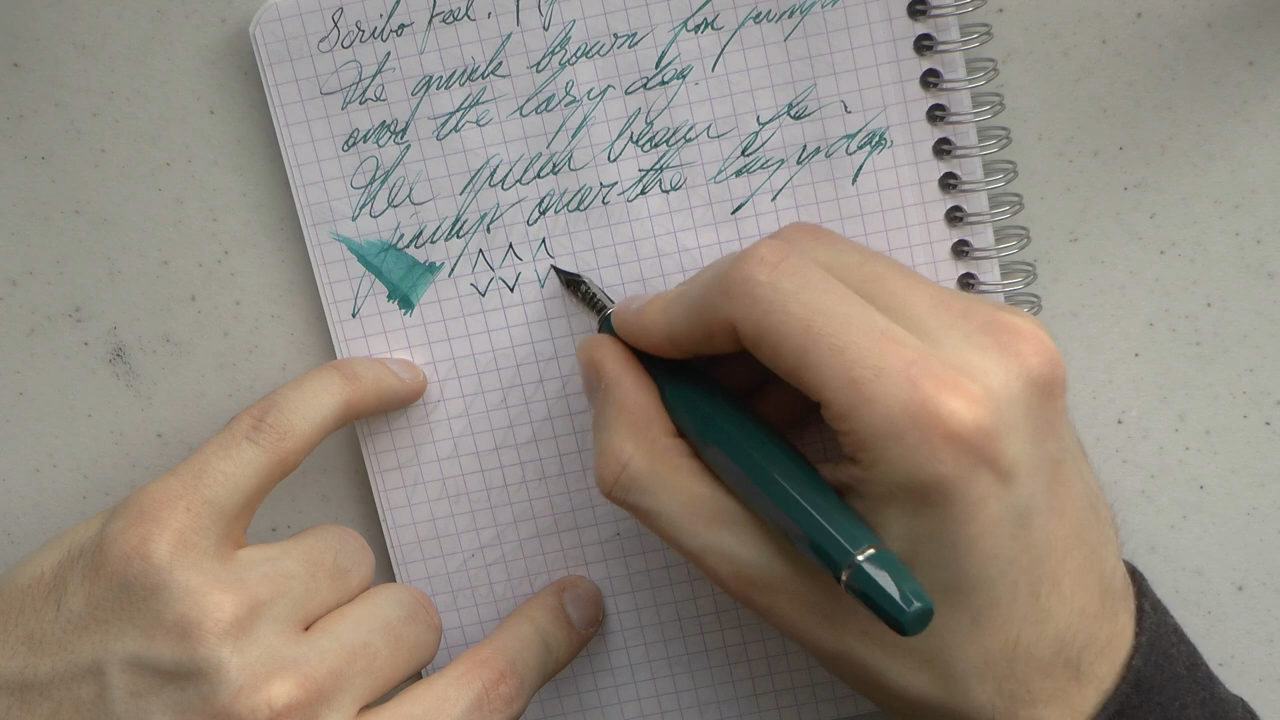 Scribo Feel.
The quick brown fox jumps
over the lazy dog.
The quick brown fo
jumps over the lazy dog.